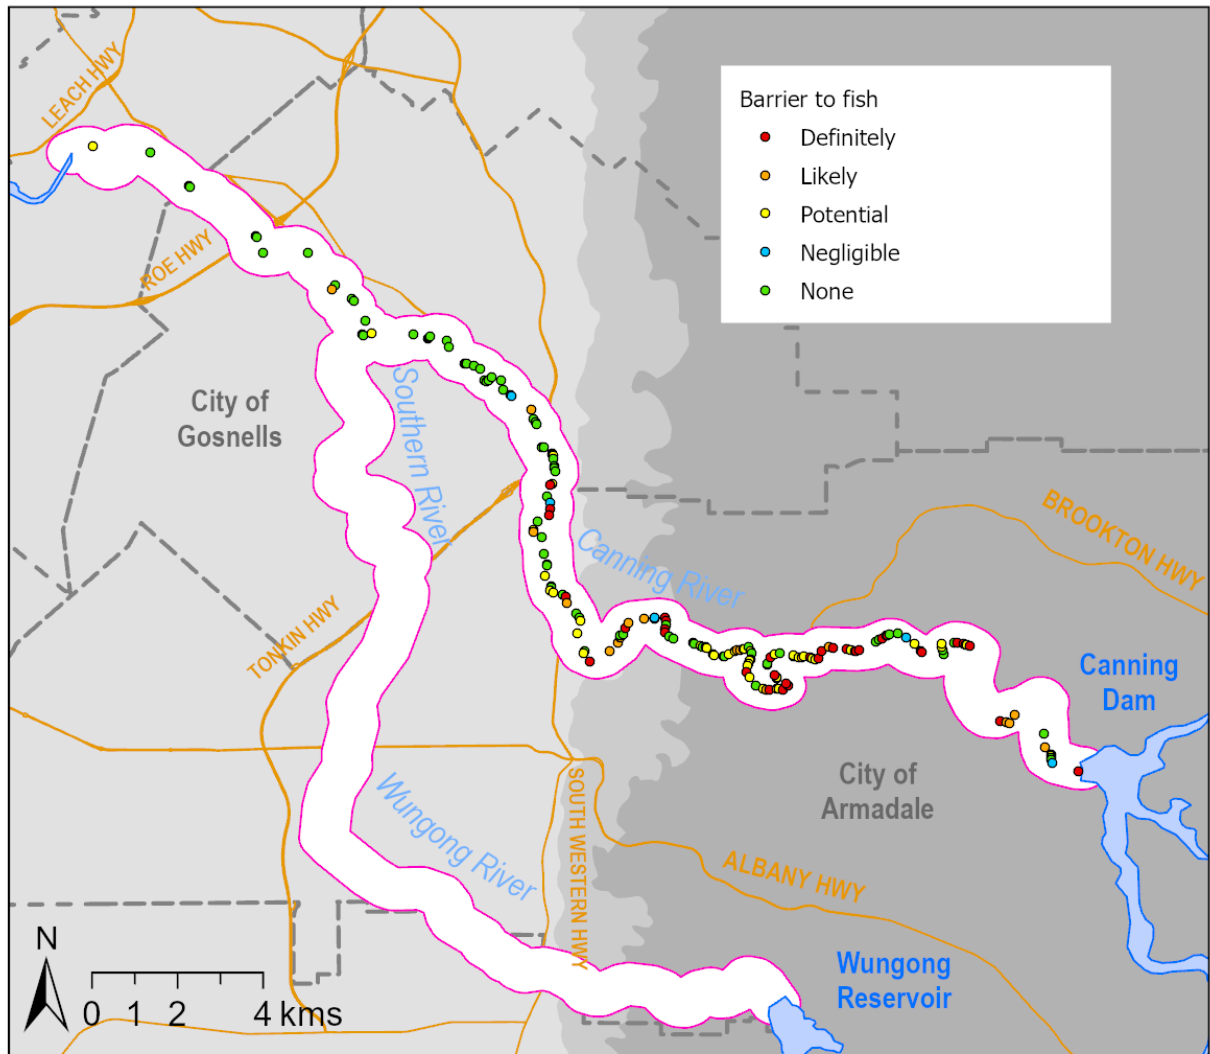 LEACH HWY
Barrier to fish
Definitely
Likely
Potential
Negligible
None
ROE HWY
City of
Gosnells
Southern River
Canning River
BROOKTON HWY
TONKIN HWY
Canning
Dam
City of
Armadale
Wungong River
SOUTH WESTERN HWY
ALBANY HWY
Wungong
Reservoir
N
0 1 2 4 kms